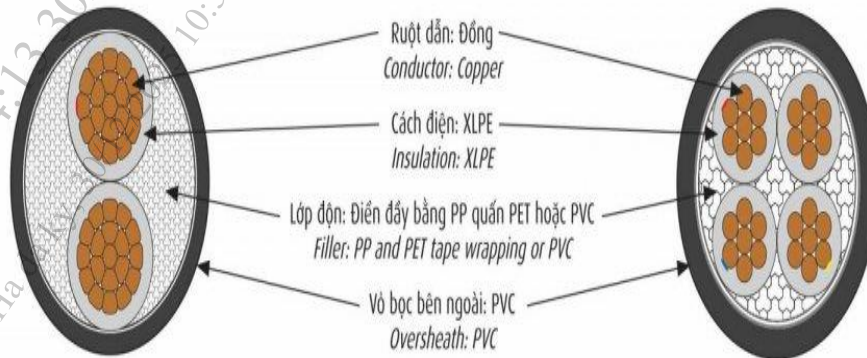 Ruột dẫn: Đồng
Conductor: Copper
Cách điện: XLPE
Insulation: XLPE
Lớp độn: Điền đầy bằng PP quấn PET hoặc PVC
Filler: PP and PET tape wrapping or PVC
Vỏ bọc bên ngoài: PVC
Oversheath: PVC